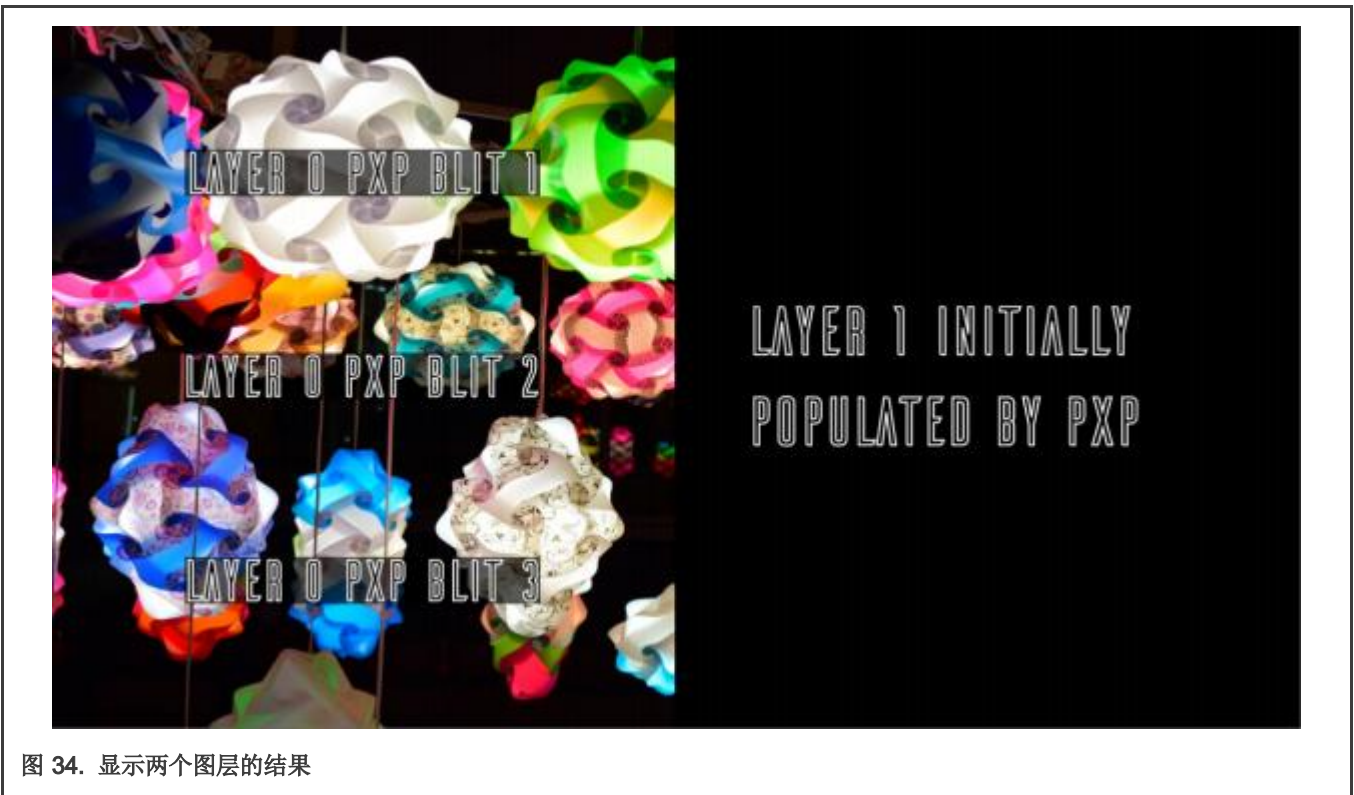 LAYER 0 PXP BLIT 1
LAYER 0 PXP BLIT 2
LAYER 0 PXP BLIT 3
LAYER 1 INITIALLY
POPULATED BY PXP
图 34. 显示两个图层的结果